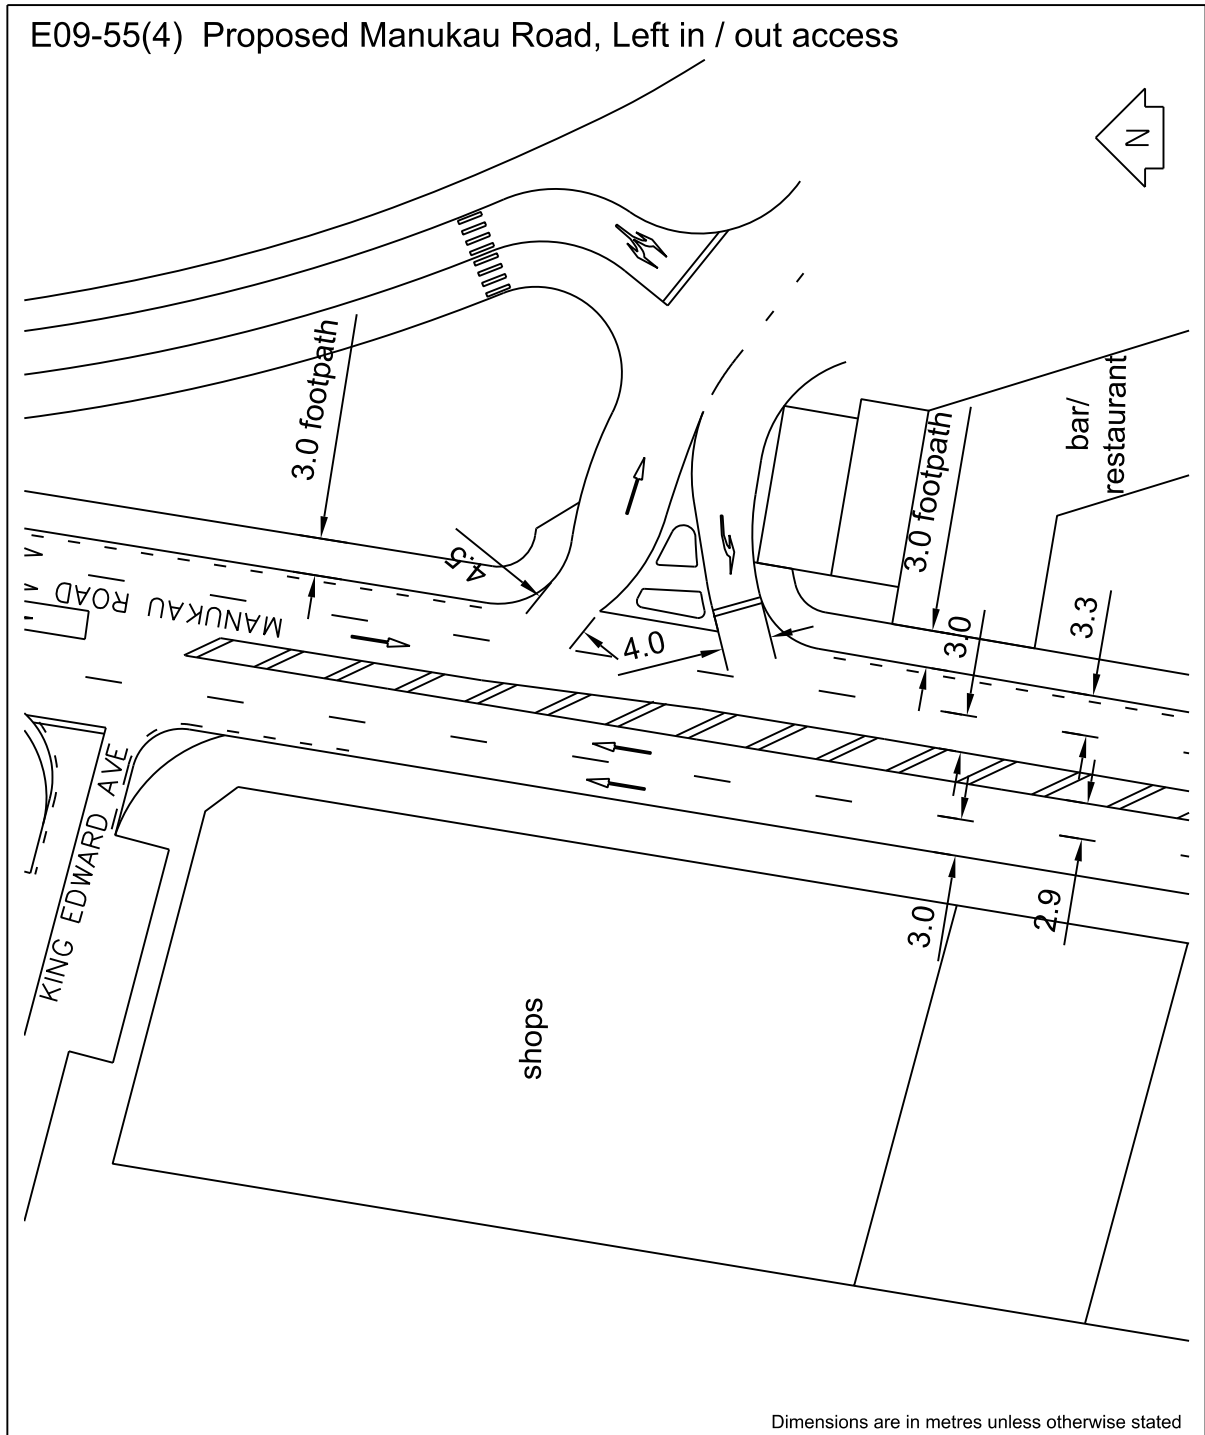 E09-55(4) Proposed Manukau Road, Left in / out access
N
3.0 footpath
bar/
restaurant
3.0 footpath
4.5
MANUKAU ROAD
4.0
3.0
3.3
KING EDWARD AVE
3.0
2.9
shops
Dimensions are in metres unless otherwise stated